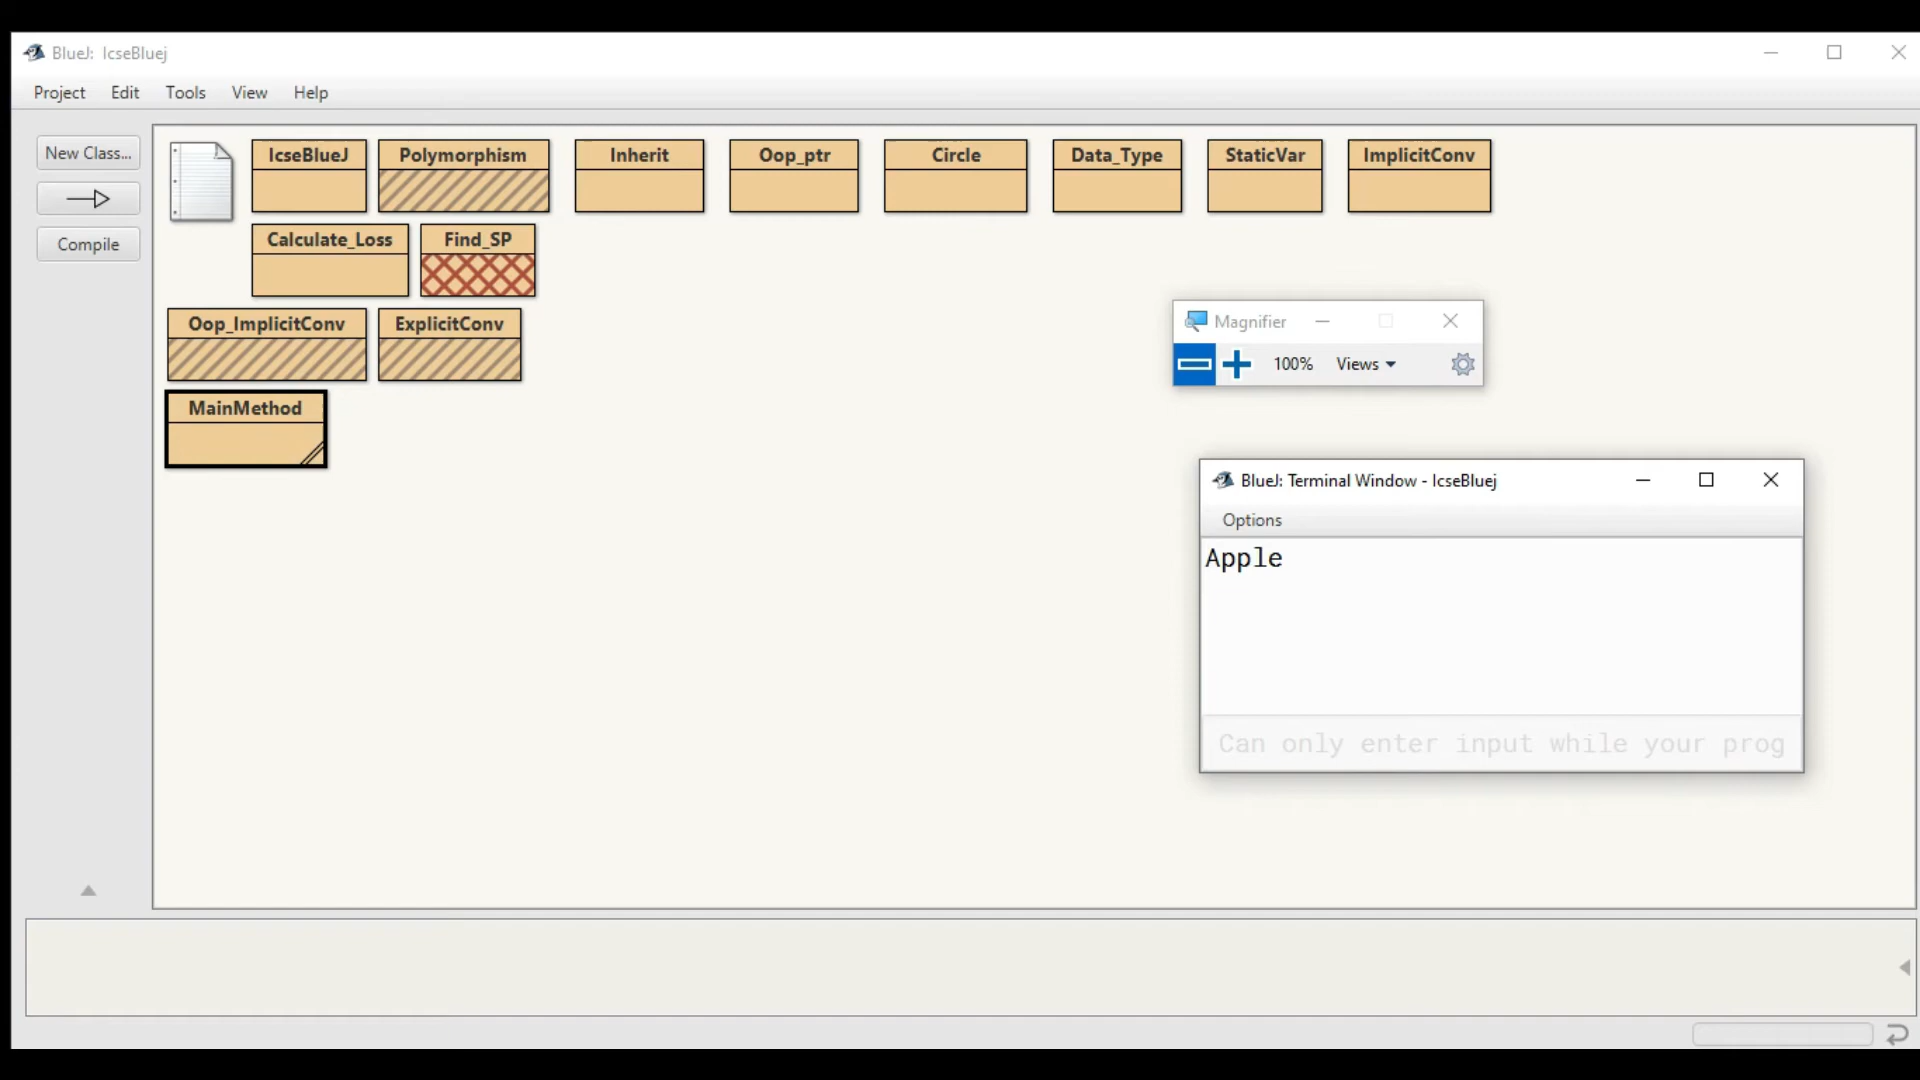 BlueJ: IcseBluej
Project Edit Tools View Help
New Class...
Compile
IcseBlueJ
Polymorphism
Inherit
Oop_ptr
Circle
Data_Type
StaticVar
ImplicitConv
Calculate_Loss
Find_SP
Oop_ImplicitConv
ExplicitConv
MainMethod
Magnifier
100% Views
BlueJ: Terminal Window - IcseBluej
Options
Apple
Can only enter input while your prog